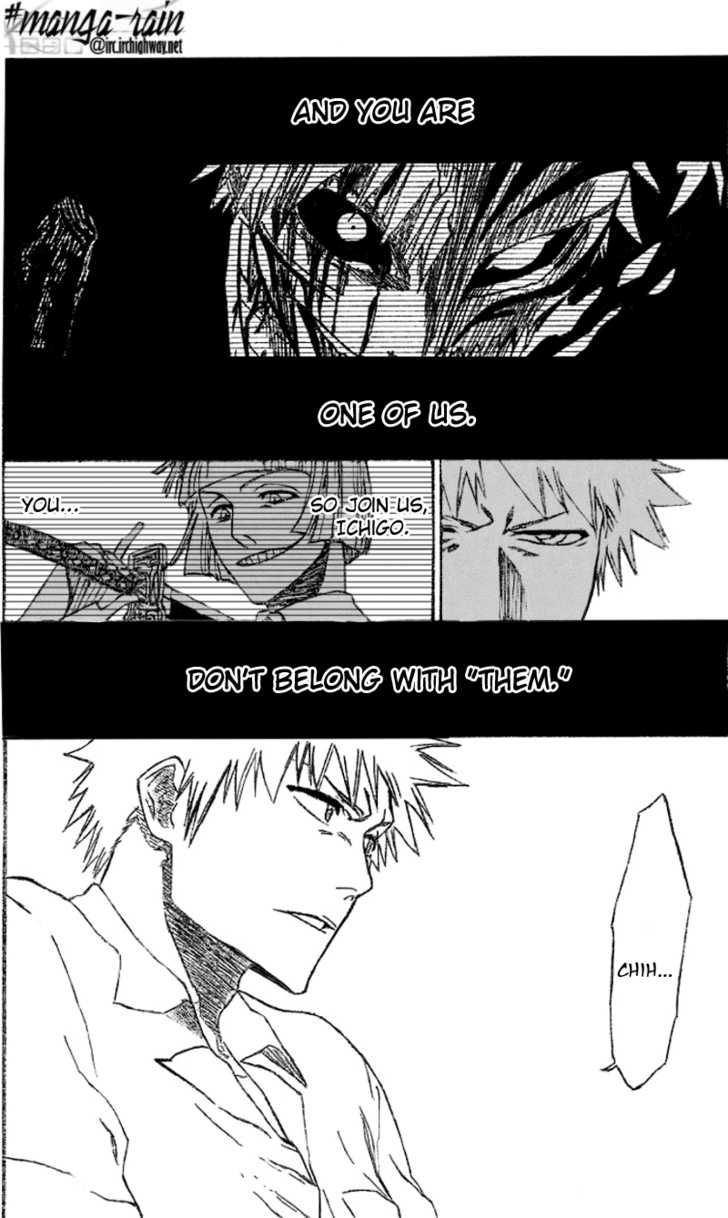 #manga-rain
@irc.irchighway.net
AND YOU ARE
ONE OF US.
YOU...
SO JOIN US,
ICHIGO.
DON'T BELONG WITH "THEM."
CHIH...